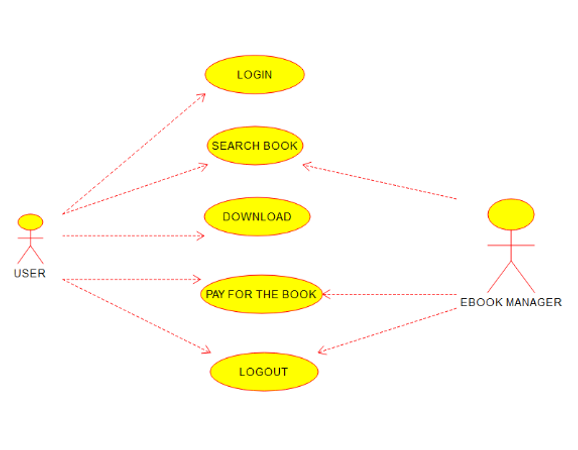 LOGIN
SEARCH BOOK
DOWNLOAD
USER
PAY FOR THE BOOK
EBOOK MANAGER
LOGOUT